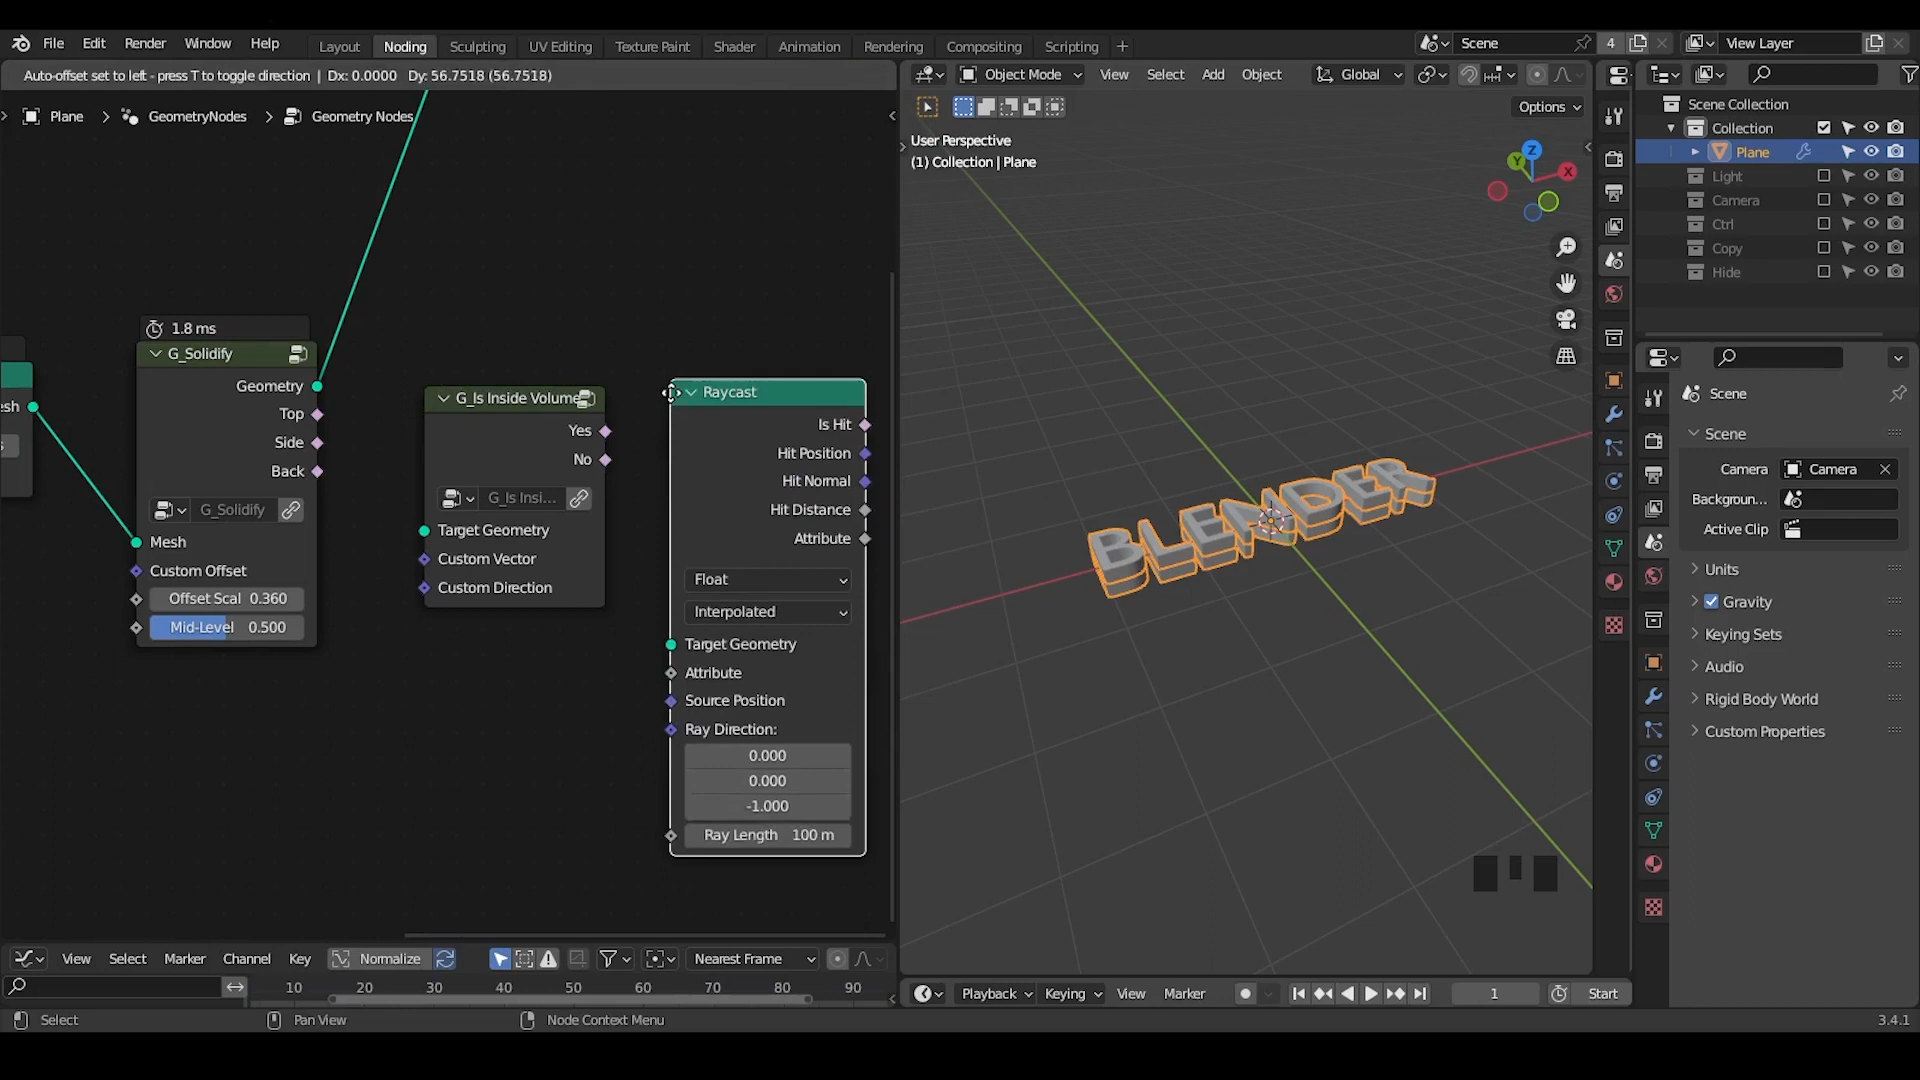 File Edit Render Window Help Layout Noding Sculpting UV Editing Texture Paint Shader Animation Rendering Compositing Scripting Scene 4 View Layer
Auto-offset set to left - press T to toggle direction | Dx: 0.0000 Dy: 56.7518 (56.7518)
Object Mode View Select Add Object Global
Plane GeometryNodes Geometry Nodes
Options
User Perspective
(1) Collection | Plane
Z
Y
X
BLENDER
1.8 ms
G_Solidify
Geometry
Top
Side
Back
G_Solidify
Mesh
Custom Offset
Offset Scal 0.360
Mid-Level 0.500
G_Is Inside Volume
Yes
No
G_Is Insi...
Target Geometry
Custom Vector
Custom Direction
Raycast
Is Hit
Hit Position
Hit Normal
Hit Distance
Attribute
Float
Interpolated
Target Geometry
Attribute
Source Position
Ray Direction:
0.000
0.000
-1.000
Ray Length 100 m
Scene Collection
Collection
Plane
Light
Camera
Ctrl
Copy
Hide
Scene
Scene
Camera Camera
Backgroun...
Active Clip
Units
Gravity
Keying Sets
Audio
Rigid Body World
Custom Properties
View Select Marker Channel Key Normalize Nearest Frame
10 20 30 40 50 60 70 80 90
Playback Keying View Marker 1 Start
Select Pan View Node Context Menu 3.4.1